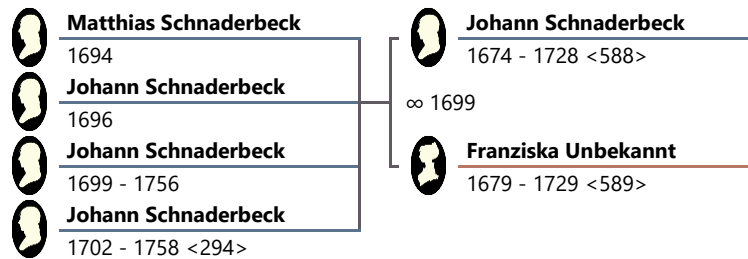 Matthias Schnaderbeck
1694
Johann Schnaderbeck
1696
Johann Schnaderbeck
1699 - 1756
Johann Schnaderbeck
1702 - 1758 <294>
Johann Schnaderbeck
1674 - 1728 <588>
∞ 1699
Franziska Unbekannt
1679 - 1729 <589>